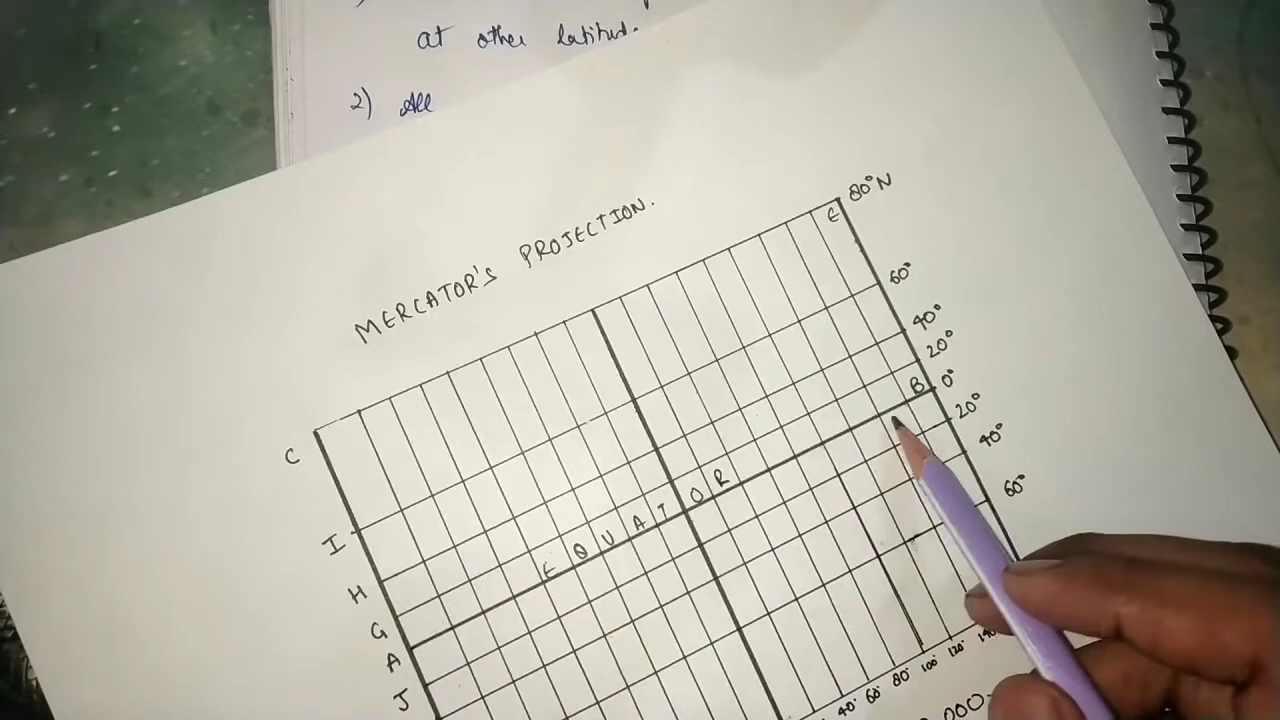 at other latitud.
2) All
MERCATOR'S PROJECTION.
E 80°N
60°
40°
20°
B 0°
20°
40°
60°
C
I
H
G
A
J
EQUATOR
40° 60° 80° 100° 120° 140
000